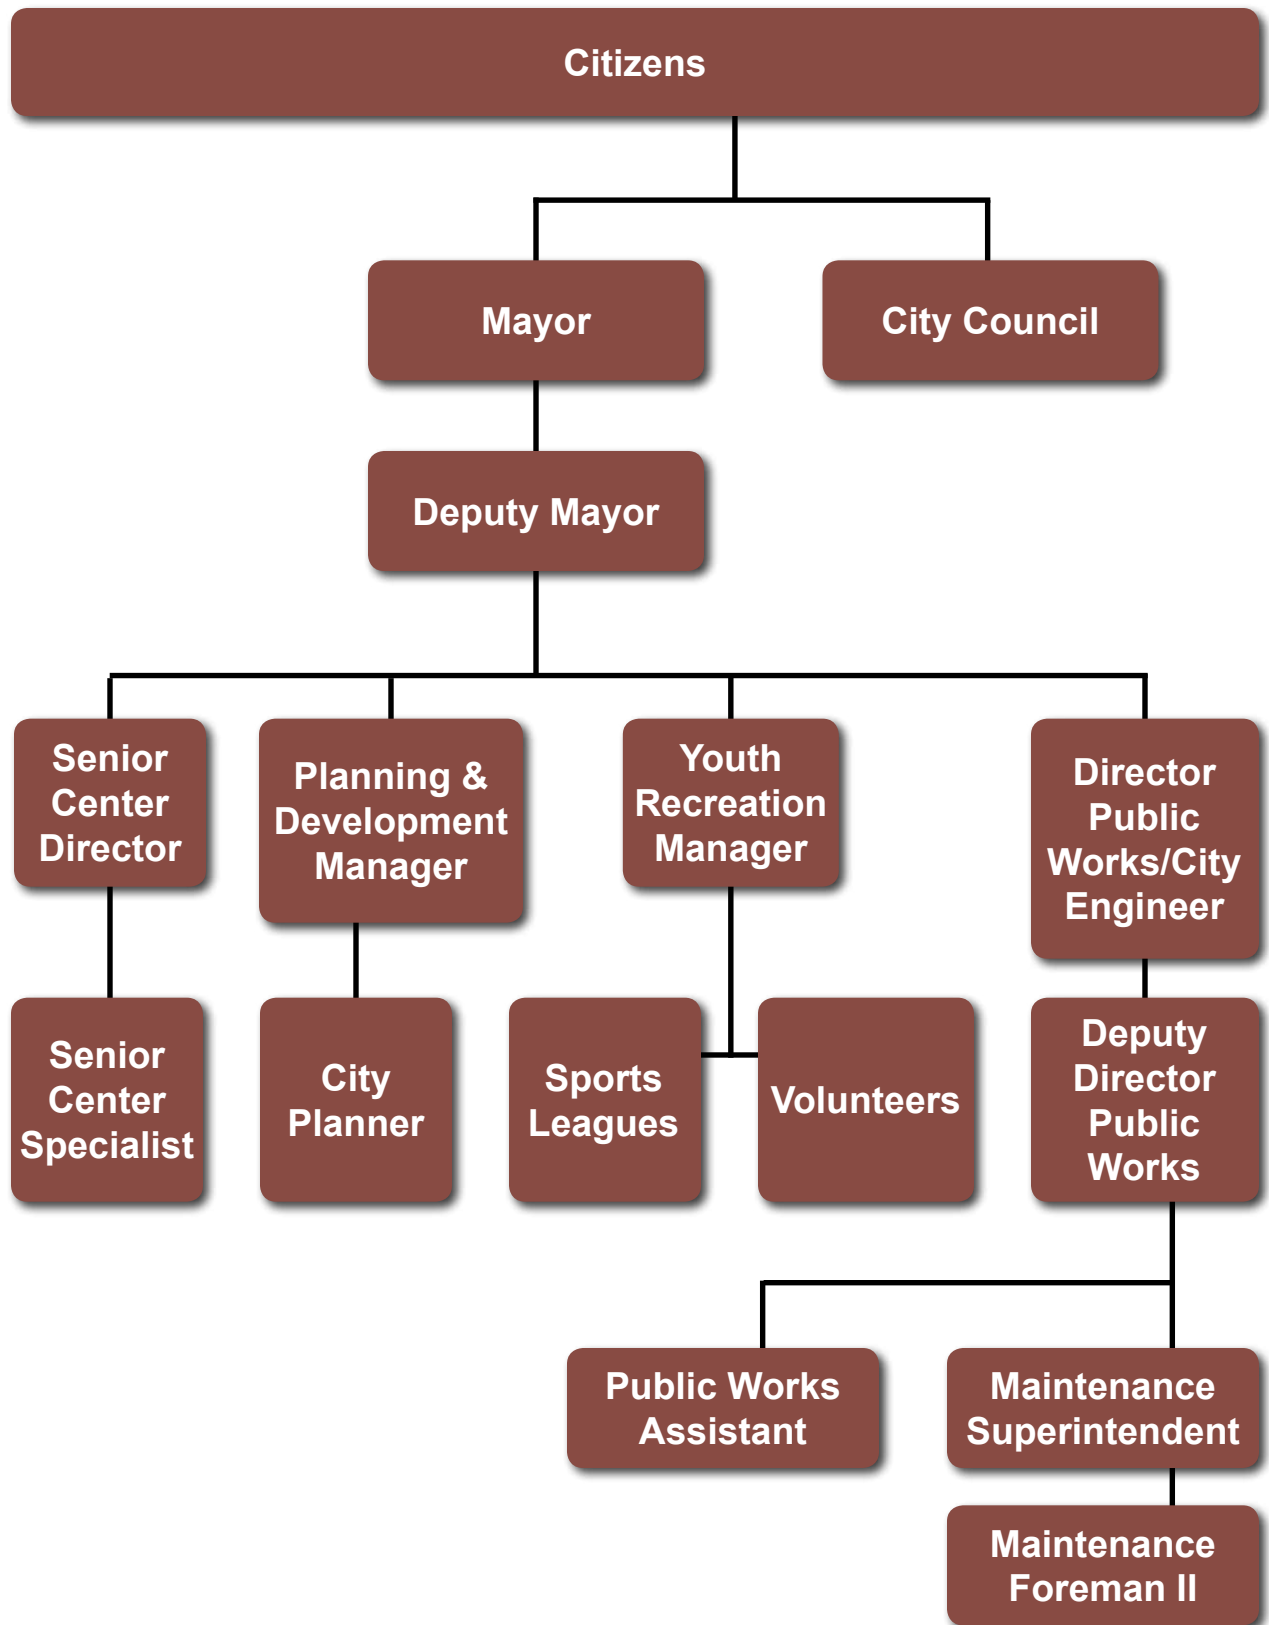 Citizens
Mayor
City Council
Deputy Mayor
Senior
Center
Director
Planning &
Development
Manager
Youth
Recreation
Manager
Director
Public
Works/City
Engineer
Senior
Center
Specialist
City
Planner
Sports
Leagues
Volunteers
Deputy
Director
Public
Works
Public Works
Assistant
Maintenance
Superintendent
Maintenance
Foreman II